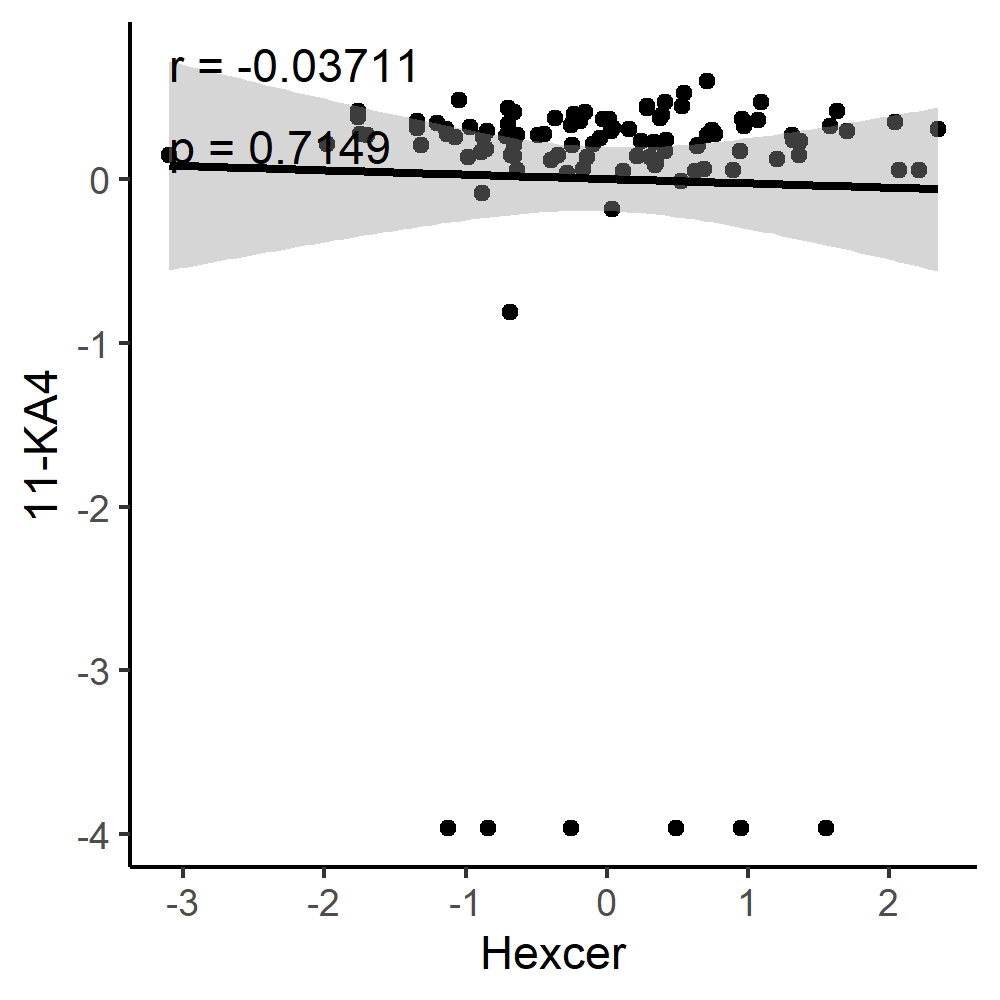 r = -0.03711
p = 0.7149
0
-1
-2
-3
-4
11-KA4
-3 -2 -1 0 1 2
Hexcer